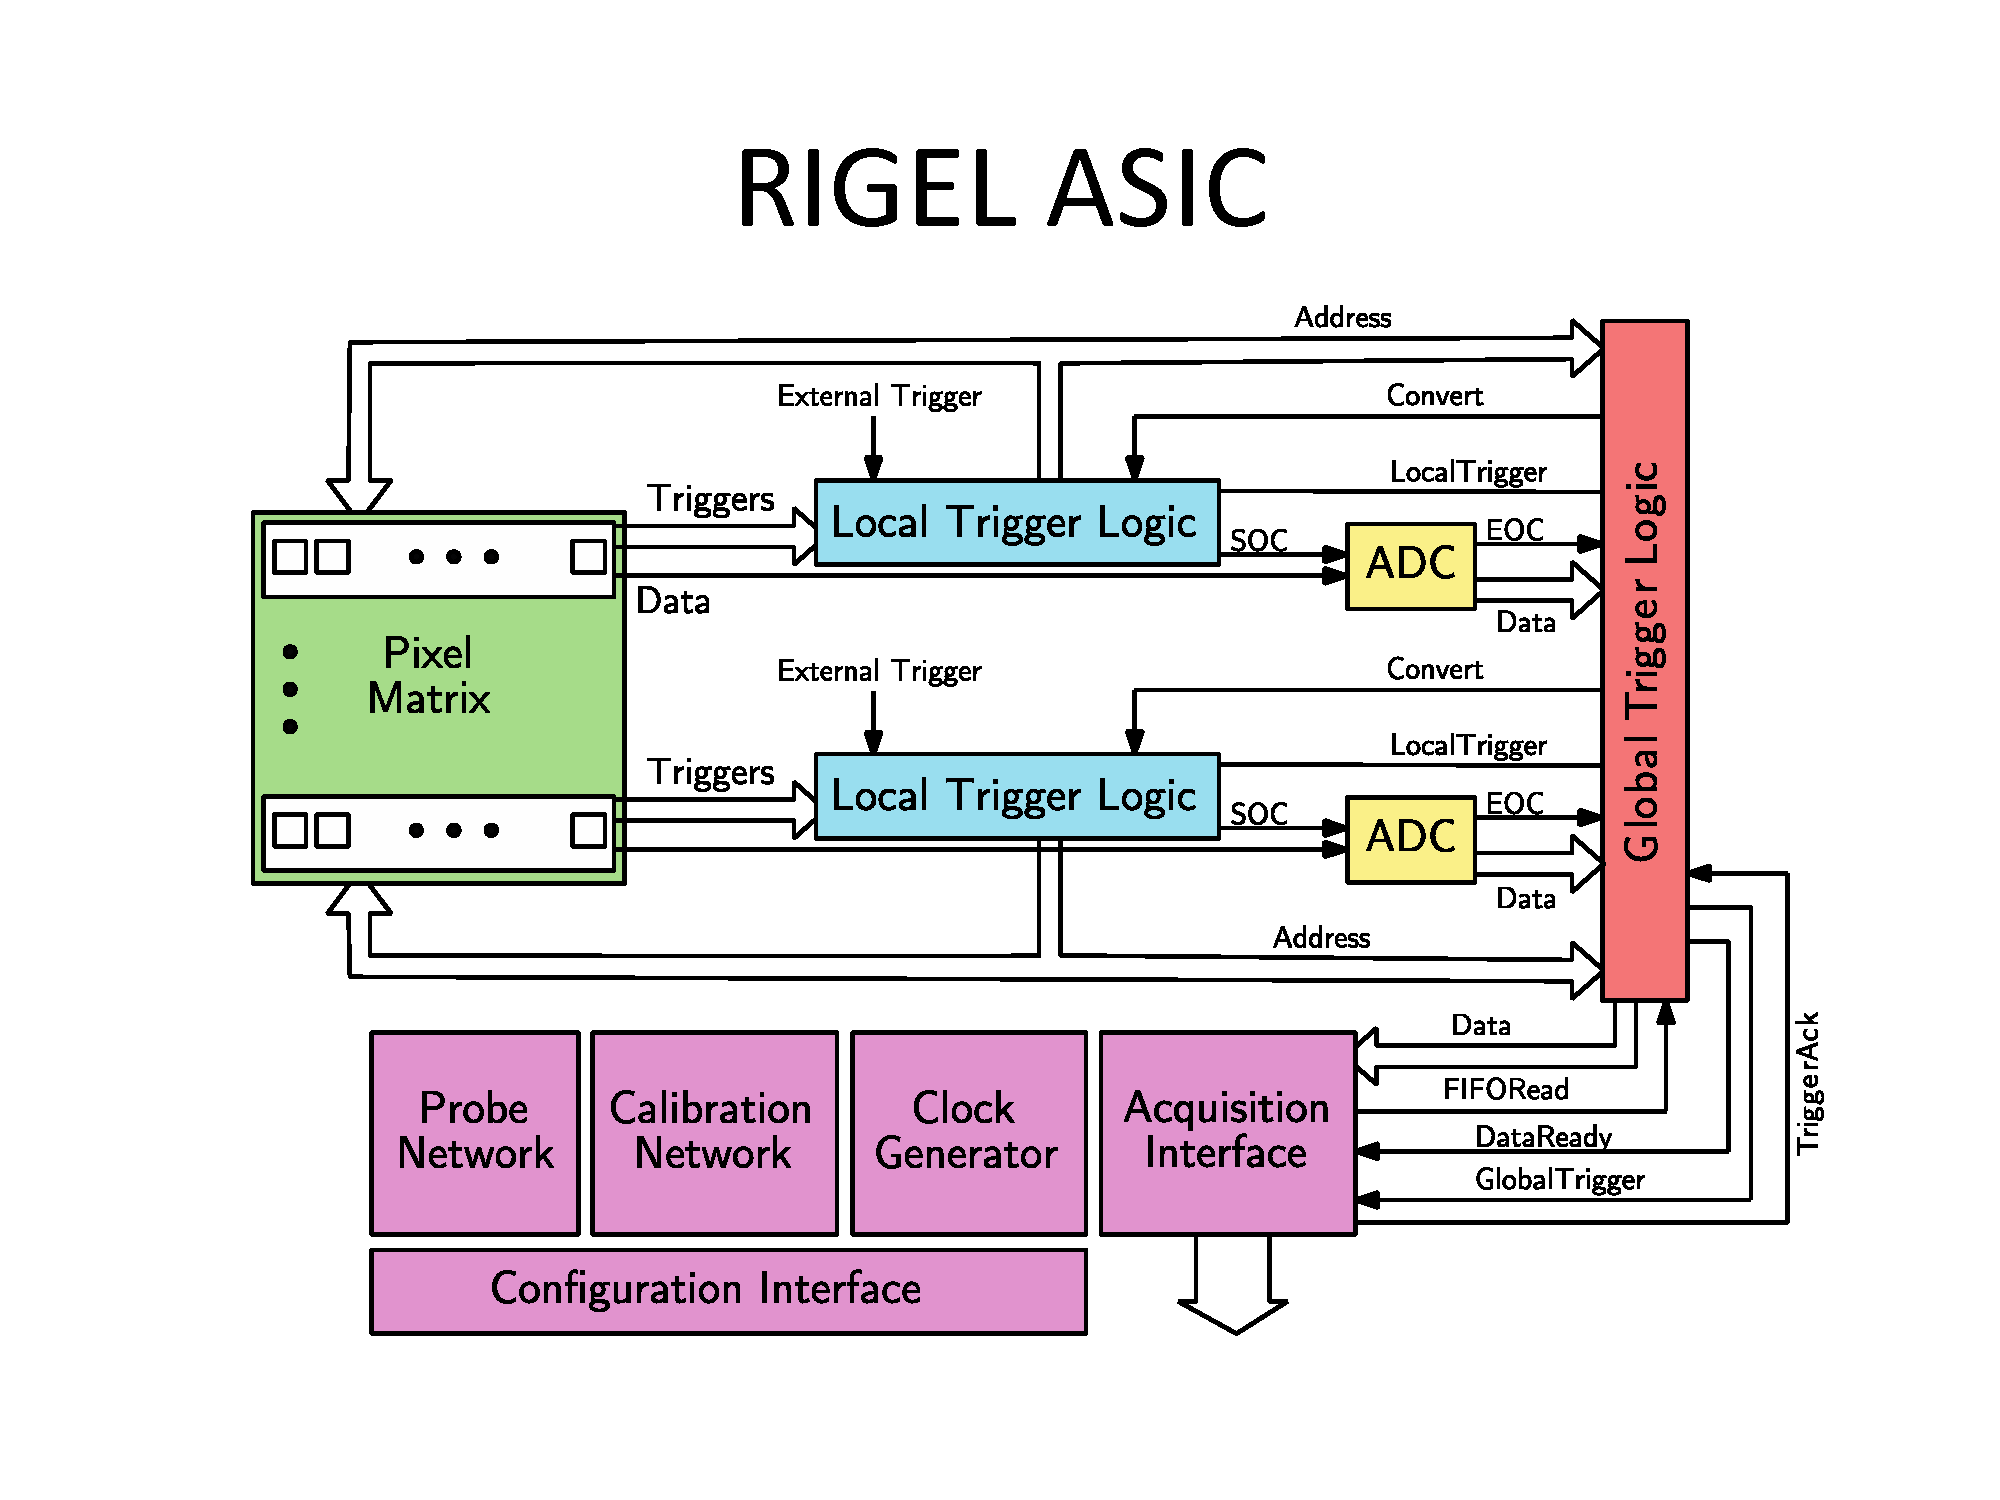 RIGEL ASIC
Address
External Trigger
Convert
LocalTrigger
Triggers
Local Trigger Logic
SOC
ADC
EOC
Data
Data
Pixel
Matrix
Global Trigger Logic
External Trigger
Convert
LocalTrigger
Triggers
Local Trigger Logic
SOC
ADC
EOC
Data
Address
Data
FIFORead
DataReady
GlobalTrigger
TriggerAck
Probe
Network
Calibration
Network
Clock
Generator
Acquisition
Interface
Configuration Interface